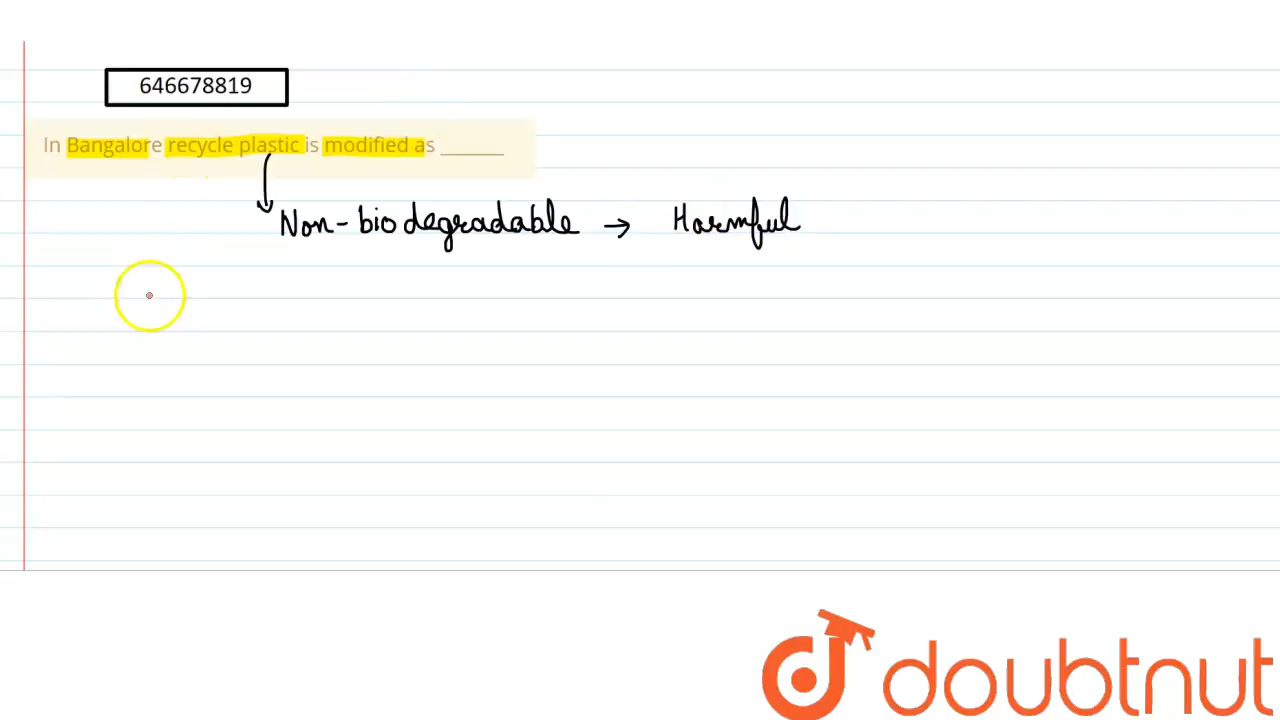 646678819
In Bangalore recycle plastic is modified as ______
Non-biodegradable → Harmful
doubtnut